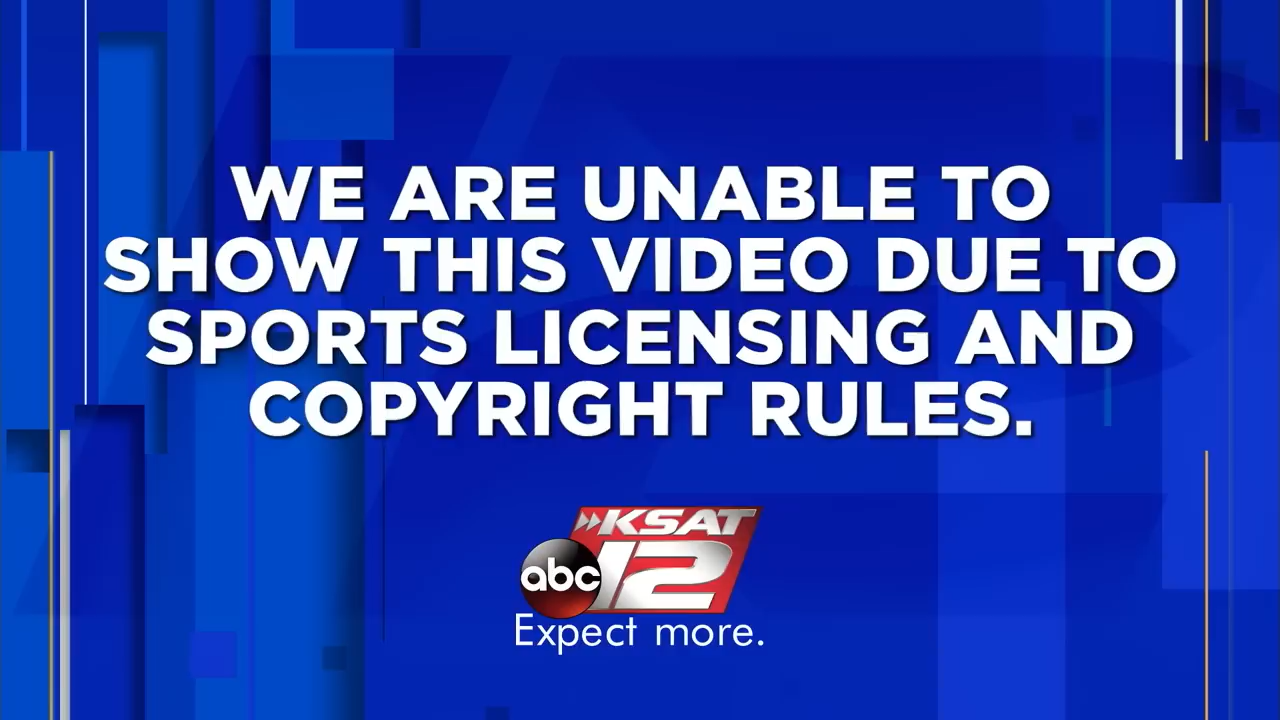 WE ARE UNABLE TO
SHOW THIS VIDEO DUE TO
SPORTS LICENSING AND
COPYRIGHT RULES.
KSAT
abc 12
Expect more.